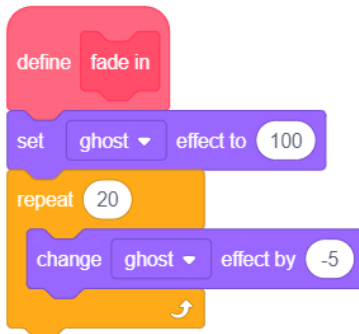 define fade in
set ghost effect to 100
repeat 20
change ghost effect by -5